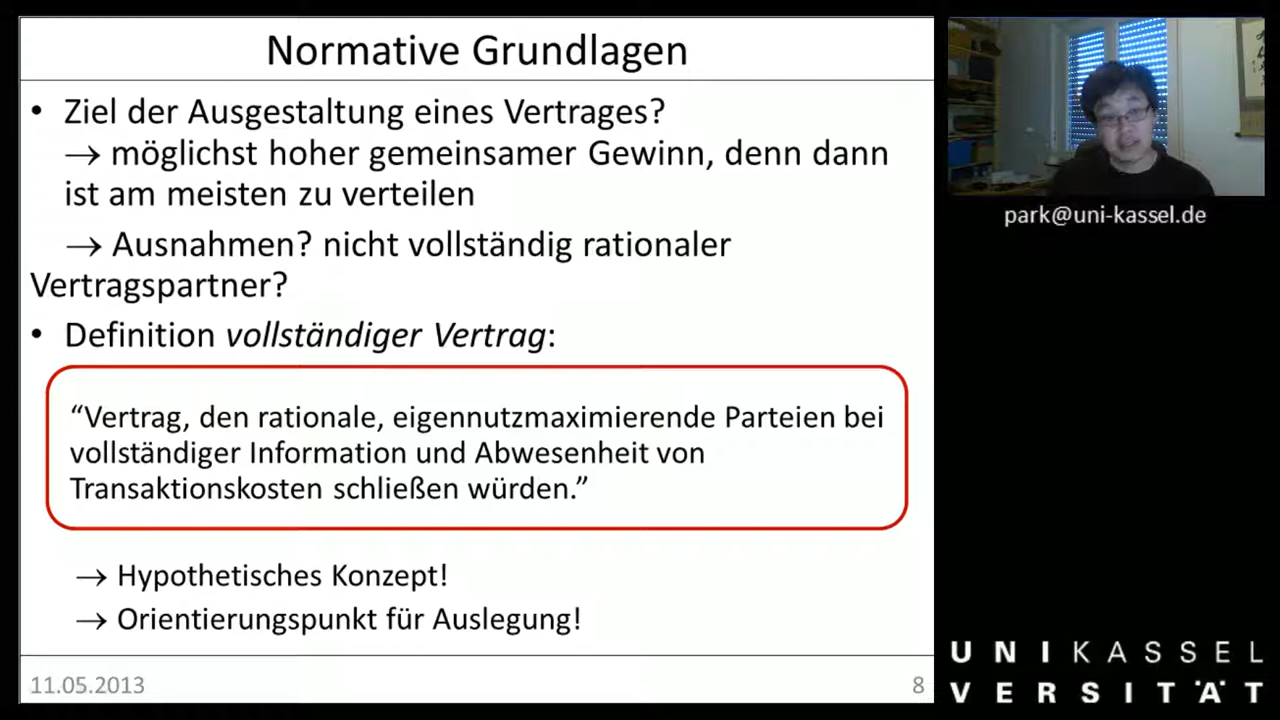 Normative Grundlagen
• Ziel der Ausgestaltung eines Vertrages?
→ möglichst hoher gemeinsamer Gewinn, denn dann
ist am meisten zu verteilen
→ Ausnahmen? nicht vollständig rationaler
Vertragspartner?
• Definition vollständiger Vertrag:
“Vertrag, den rationale, eigennutzmaximierende Parteien bei
vollständiger Information und Abwesenheit von
Transaktionskosten schließen würden.”
→ Hypothetisches Konzept!
→ Orientierungspunkt für Auslegung!
11.05.2013
8
park@uni-kassel.de
UNIKASSEL
VERSITÄT